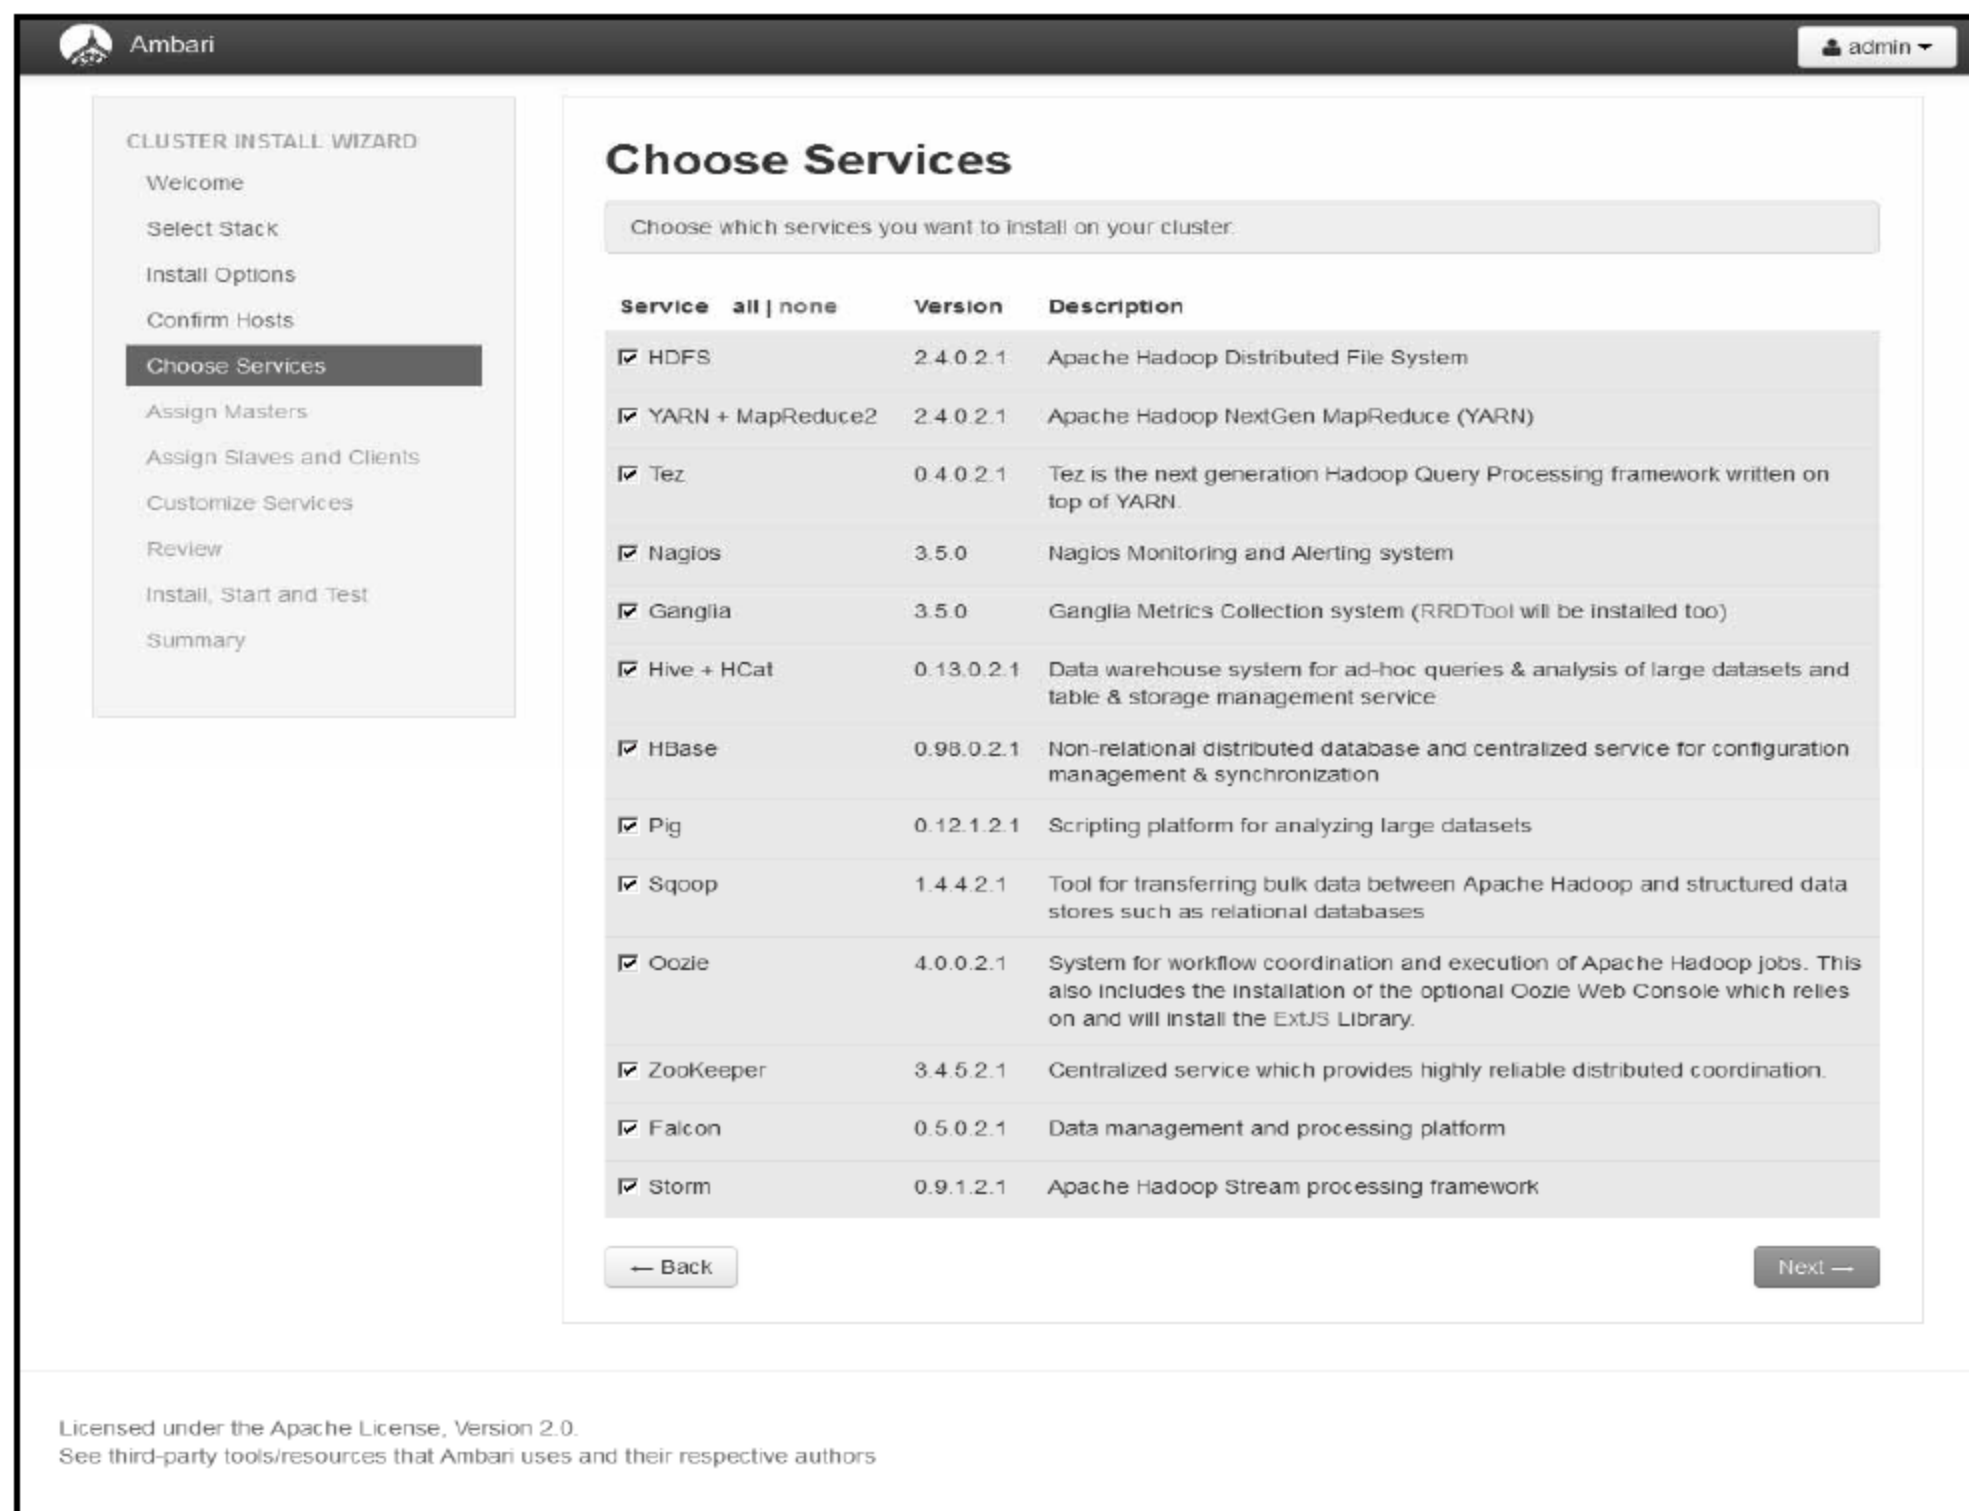 Ambari
admin
CLUSTER INSTALL WIZARD
Welcome
Select Stack
Install Options
Confirm Hosts
Choose Services
Assign Masters
Assign Slaves and Clients
Customize Services
Review
Install, Start and Test
Summary
Choose Services
Choose which services you want to install on your cluster.
Service all | none Version Description
HDFS 2.4.0.2.1 Apache Hadoop Distributed File System
YARN + MapReduce2 2.4.0.2.1 Apache Hadoop NextGen MapReduce (YARN)
Tez 0.4.0.2.1 Tez is the next generation Hadoop Query Processing framework written on
top of YARN.
Nagios 3.5.0 Nagios Monitoring and Alerting system
Ganglia 3.5.0 Ganglia Metrics Collection system (RRDTool will be installed too)
Hive + HCat 0.13.0.2.1 Data warehouse system for ad-hoc queries & analysis of large datasets and
table & storage management service
HBase 0.98.0.2.1 Non-relational distributed database and centralized service for configuration
management & synchronization
Pig 0.12.1.2.1 Scripting platform for analyzing large datasets
Sqoop 1.4.4.2.1 Tool for transferring bulk data between Apache Hadoop and structured data
stores such as relational databases
Oozie 4.0.0.2.1 System for workflow coordination and execution of Apache Hadoop jobs. This
also includes the installation of the optional Oozie Web Console which relies
on and will install the ExtJS Library.
ZooKeeper 3.4.5.2.1 Centralized service which provides highly reliable distributed coordination.
Falcon 0.5.0.2.1 Data management and processing platform
Storm 0.9.1.2.1 Apache Hadoop Stream processing framework
← Back
Next →
Licensed under the Apache License, Version 2.0.
See third-party tools/resources that Ambari uses and their respective authors